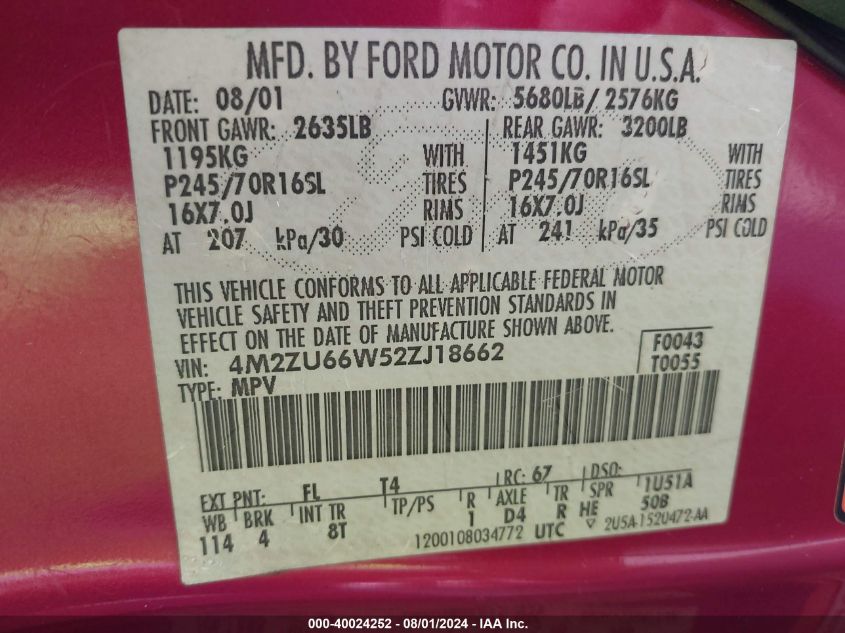 MFD. BY FORD MOTOR CO. IN U.S.A.
DATE: 08/01 GVWR: 5680LB/ 2576KG
FRONT GAWR: 2635LB REAR GAWR: 3200LB
1195KG WITH 1451KG WITH
P245/70R16SL TIRES P245/70R16SL TIRES
16X7.0J RIMS 16X7.0J RIMS
AT 207 kPa/30 PSI COLD AT 241 kPa/35 PSI COLD
THIS VEHICLE CONFORMS TO ALL APPLICABLE FEDERAL MOTOR
VEHICLE SAFETY AND THEFT PREVENTION STANDARDS IN
EFFECT ON THE DATE OF MANUFACTURE SHOWN ABOVE.
VIN: 4M2ZU66W52ZJ18662 F0043
TYPE: MPV T0055
EXT PNT: FL T4 RC: 67 DSO:
WB BRK INT TR TP/PS R AXLE TR SPR 1U51A
114 4 8T 1 D4 R HE 50B
1200108034772 UTC 2U5A-1520472-AA
000-40024252 - 08/01/2024 - IAA Inc.